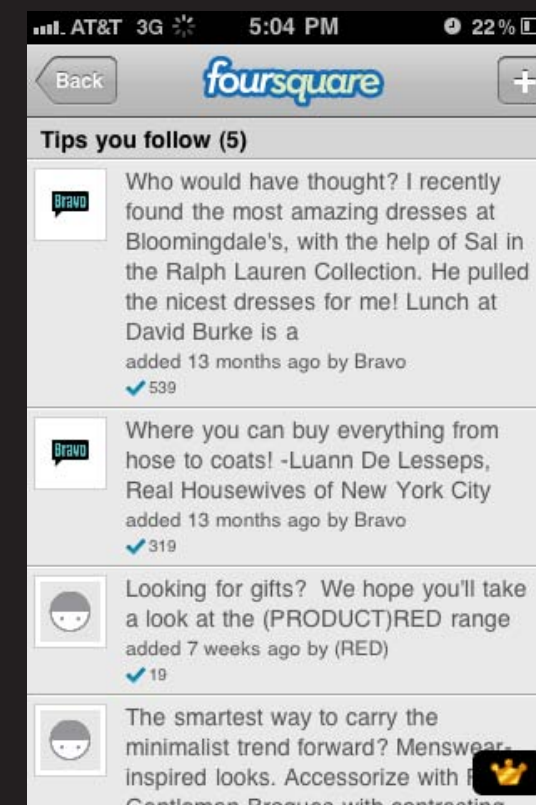 AT&T 3G 5:04 PM 22%
Back foursquare +
Tips you follow (5)
Bravo
Who would have thought? I recently
found the most amazing dresses at
Bloomingdale's, with the help of Sal in
the Ralph Lauren Collection. He pulled
the nicest dresses for me! Lunch at
David Burke is a
added 13 months ago by Bravo
539
Bravo
Where you can buy everything from
hose to coats! -Luann De Lesseps,
Real Housewives of New York City
added 13 months ago by Bravo
319
Looking for gifts? We hope you'll take
a look at the (PRODUCT)RED range
added 7 weeks ago by (RED)
19
The smartest way to carry the
minimalist trend forward? Menswear-
inspired looks. Accessorize with
Gentleman Brogues with contrasting